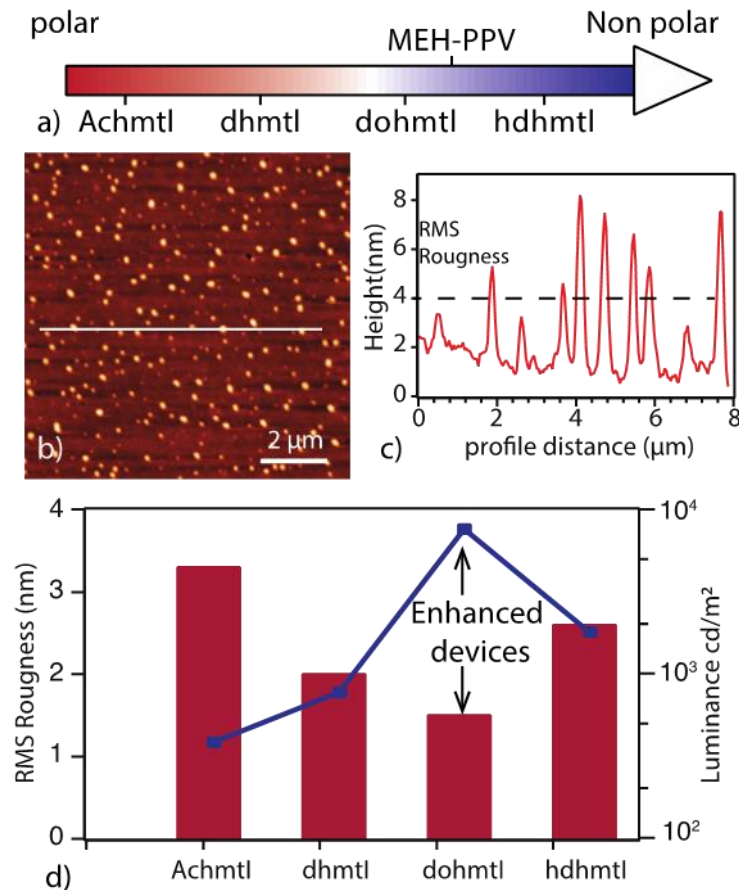 polar
MEH-PPV
Non polar
a)
Achmtl
dhmtl
dohmtl
hdhmtl
b)
2 µm
8
6
4
2
0
Height(nm)
RMS
Rougness
0
2
4
6
8
profile distance (µm)
c)
4
3
2
1
0
RMS Rougness (nm)
Enhanced
devices
10⁴
10³
10²
Luminance cd/m²
d)
Achmtl
dhmtl
dohmtl
hdhmtl